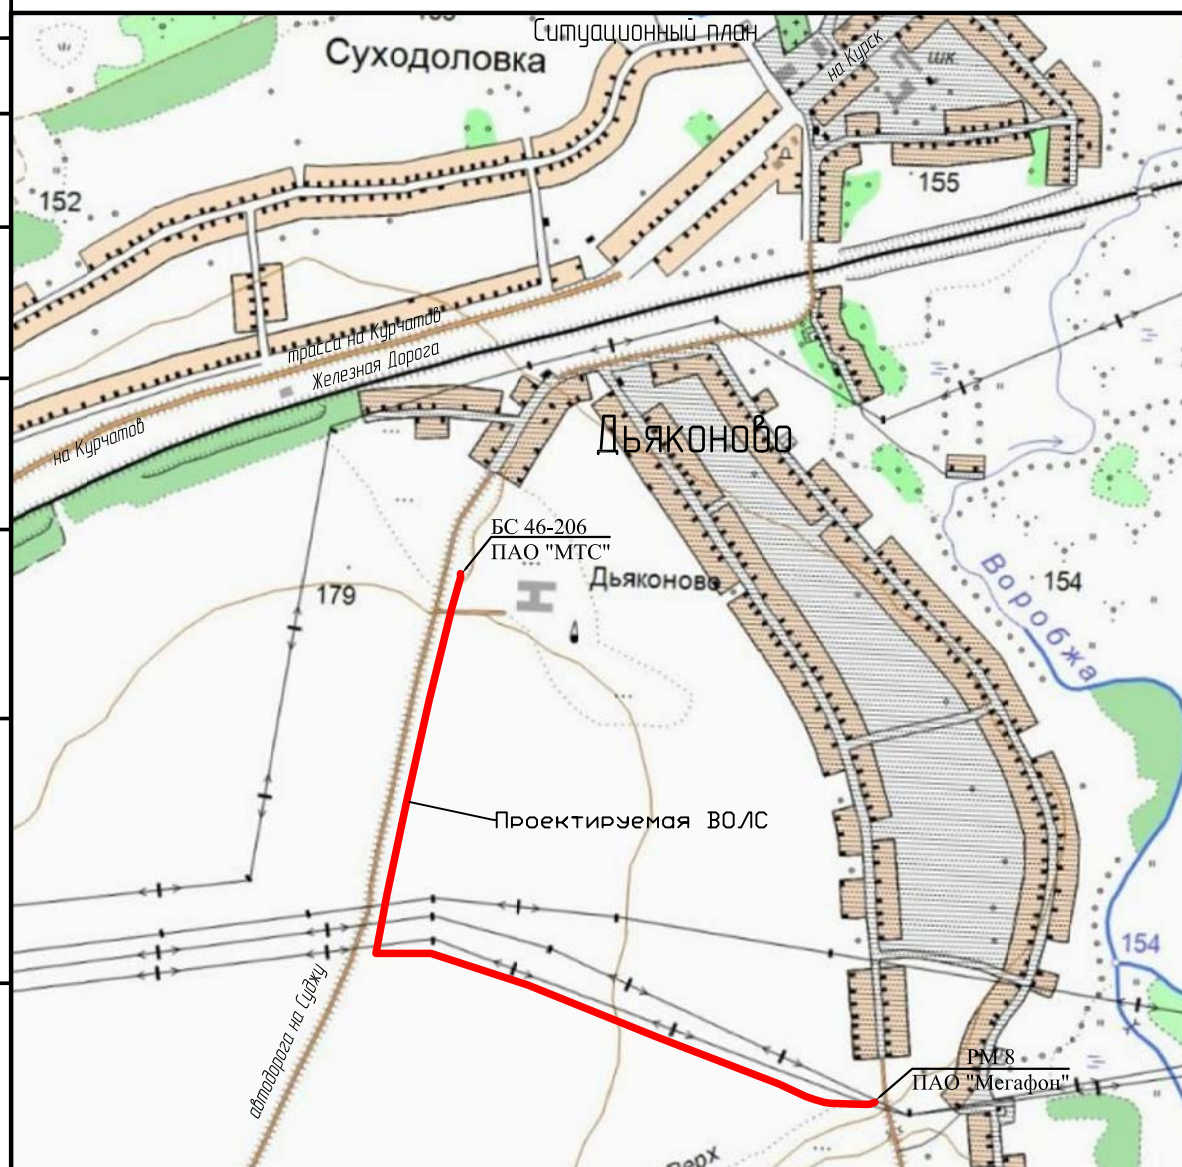 Ситуационный план
Суходоловка
на Курск
шк.
152
155
трасса на Курчатов
Железная Дорога
на Курчатов
Дьяконово
БС 46-206
ПАО "МТС"
Дьяконово
179
Воробжа
154
Проектируемая ВОЛС
154
автодорога на Суджу
РМ 8
ПАО "Мегафон"